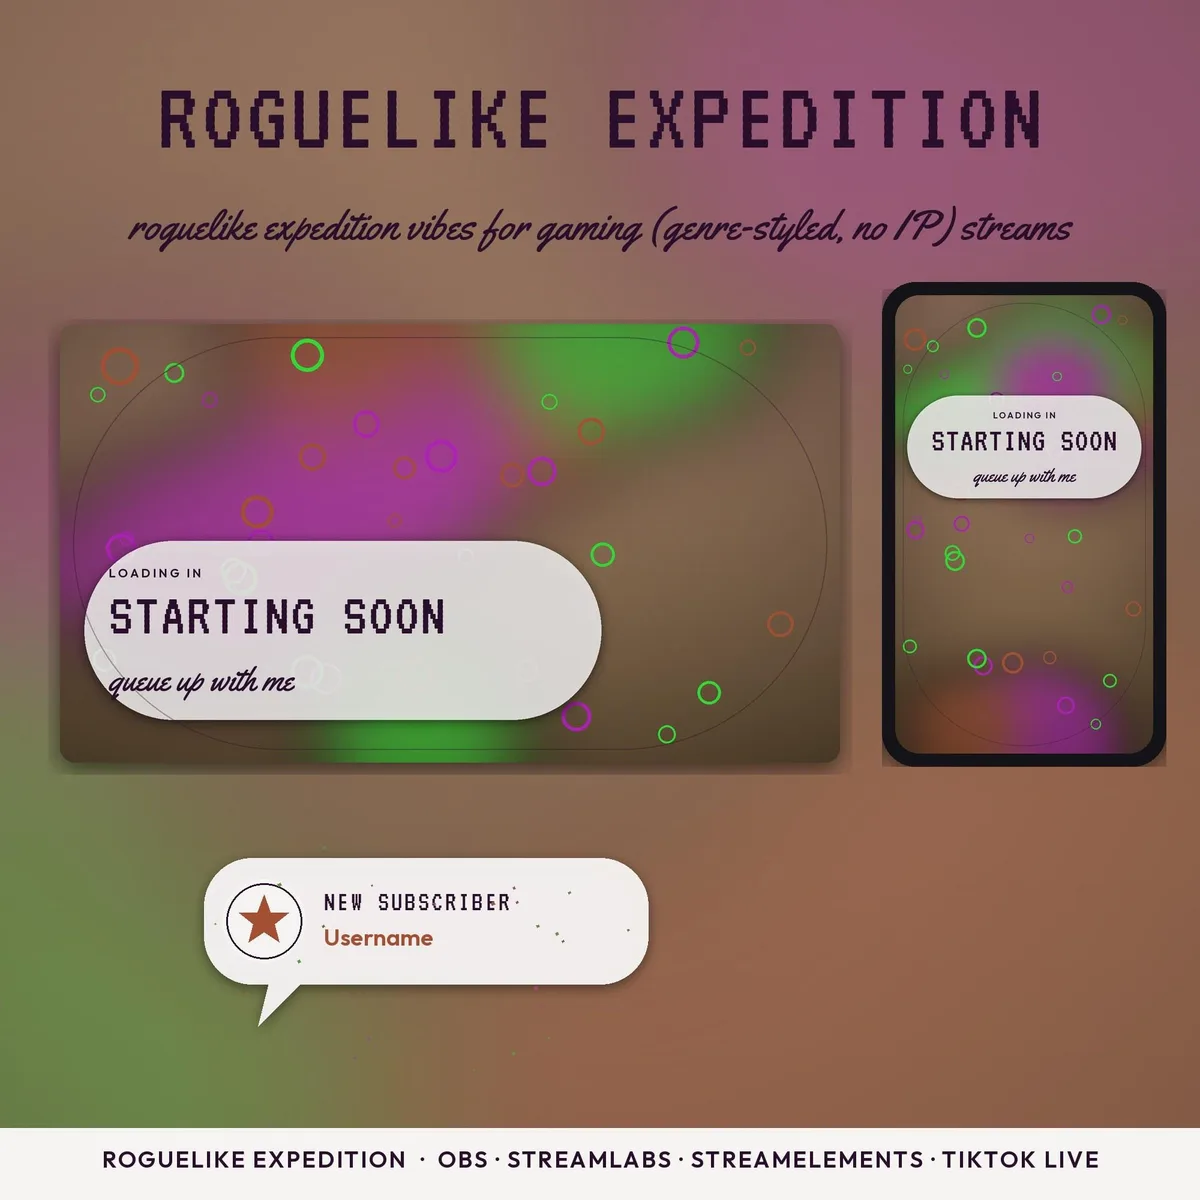 ROGUELIKE EXPEDITION
roguelike expedition vibes for gaming (genre-styled, no IP) streams
LOADING IN
STARTING SOON
queue up with me
LOADING IN
STARTING SOON
queue up with me
NEW SUBSCRIBER
Username
ROGUELIKE EXPEDITION · OBS · STREAMLABS · STREAMELEMENTS · TIKTOK LIVE